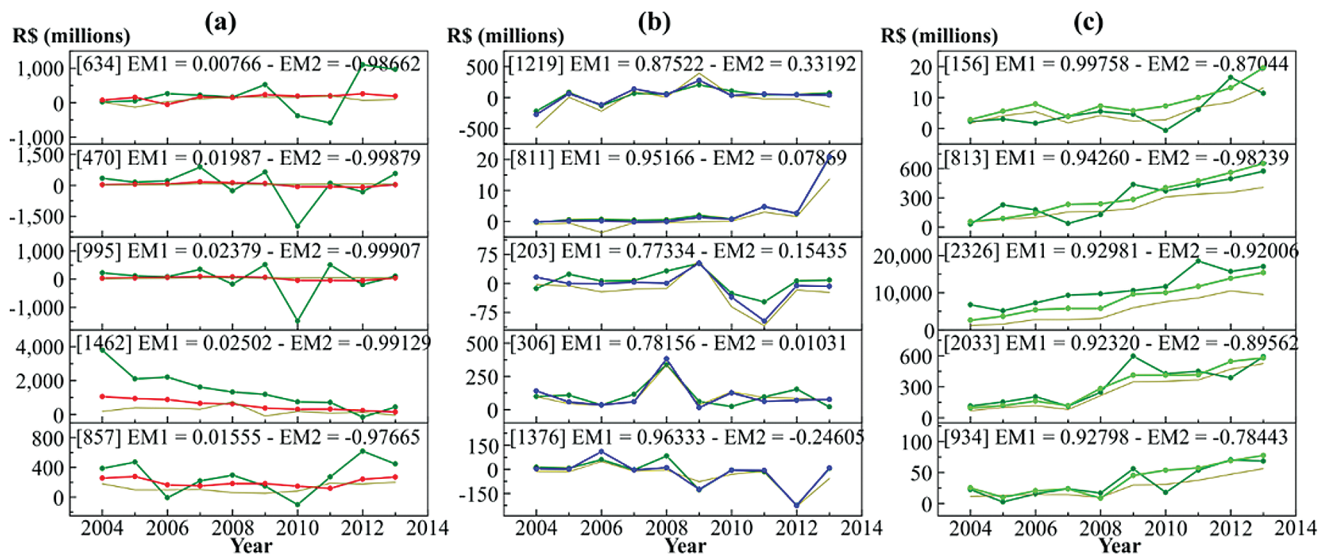 (a)
R$ (millions)
[634] EM1 = 0.00766 - EM2 = -0.98662
1,000
0
-1,000
[470] EM1 = 0.01987 - EM2 = -0.99879
1,500
0
-1,500
[995] EM1 = 0.02379 - EM2 = -0.99907
1,000
0
-1,000
[1462] EM1 = 0.02502 - EM2 = -0.99129
4,000
2,000
0
[857] EM1 = 0.01555 - EM2 = -0.97665
800
400
0
2004 2006 2008 2010 2012 2014
Year
(b)
R$ (millions)
[1219] EM1 = 0.87522 - EM2 = 0.33192
500
0
-500
[811] EM1 = 0.95166 - EM2 = 0.07869
20
10
0
[203] EM1 = 0.77334 - EM2 = 0.15435
75
0
-75
[306] EM1 = 0.78156 - EM2 = 0.01031
500
250
0
[1376] EM1 = 0.96333 - EM2 = -0.24605
150
0
-150
2004 2006 2008 2010 2012 2014
Year
(c)
R$ (millions)
[156] EM1 = 0.99758 - EM2 = -0.87044
20
10
0
[813] EM1 = 0.94260 - EM2 = -0.98239
600
300
0
[2326] EM1 = 0.92981 - EM2 = -0.92006
20,000
10,000
0
[2033] EM1 = 0.92320 - EM2 = -0.89562
600
300
0
[934] EM1 = 0.92798 - EM2 = -0.78443
100
50
0
2004 2006 2008 2010 2012 2014
Year